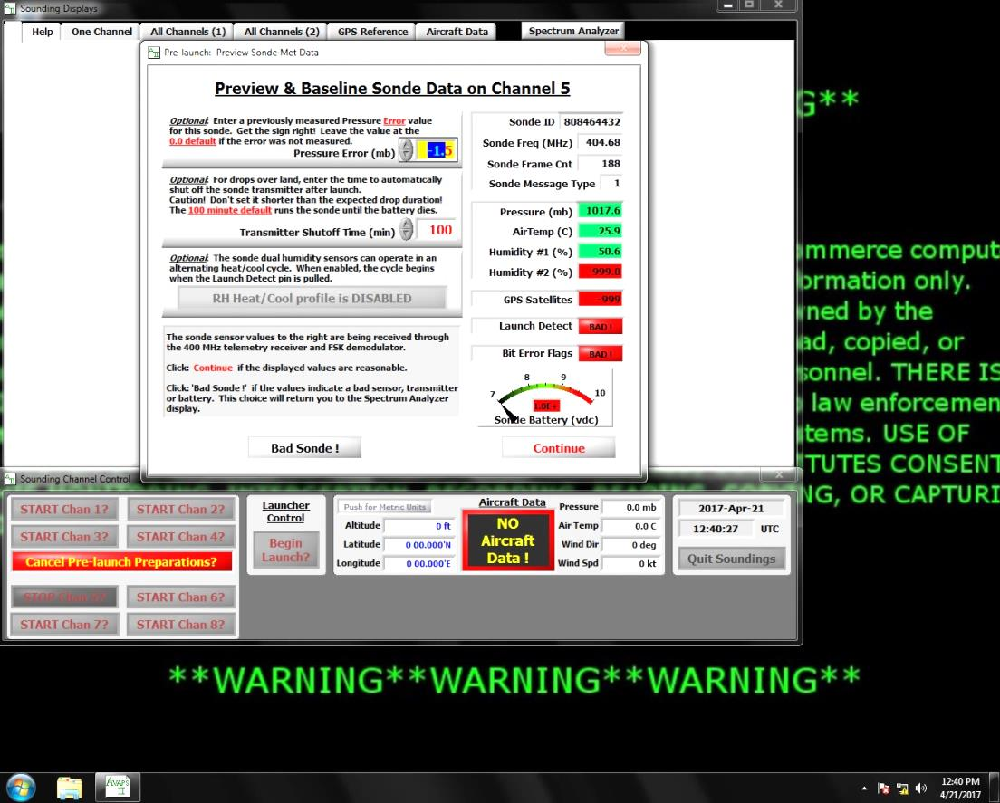 Sounding Displays
Help
One Channel
All Channels (1)
All Channels (2)
GPS Reference
Aircraft Data
Spectrum Analyzer
Pre-launch: Preview Sonde Met Data
Preview & Baseline Sonde Data on Channel 5
Optional: Enter a previously measured Pressure Error value
for this sonde. Get the sign right! Leave the value at the
0.0 default if the error was not measured.
Pressure Error (mb)
-1.5
Optional: For drops over land, enter the time to automatically
shut off the sonde transmitter after launch.
Caution! Don't set it shorter than the expected drop duration!
The 100 minute default runs the sonde until the battery dies.
Transmitter Shutoff Time (min)
100
Optional: The sonde dual humidity sensors can operate in an
alternating heat/cool cycle. When enabled, the cycle begins
when the Launch Detect pin is pulled.
RH Heat/Cool profile is DISABLED
The sonde sensor values to the right are being received through
the 400 MHz telemetry receiver and FSK demodulator.
Click: Continue if the displayed values are reasonable.
Click: 'Bad Sonde !' if the values indicate a bad sensor, transmitter
or battery. This choice will return you to the Spectrum Analyzer
display.
Bad Sonde !
Sonde ID 808464432
Sonde Freq (MHz) 404.68
Sonde Frame Cnt 188
Sonde Message Type 1
Pressure (mb) 1017.6
AirTemp (C) 25.9
Humidity #1 (%) 50.6
Humidity #2 (%) -999.0
GPS Satellites -999
Launch Detect BAD !
Bit Error Flags BAD !
7 8 9 10
1.0E+
Sonde Battery (vdc)
Continue
G**
mmerce comput
ormation only.
ned by the
ad, copied, or
sonnel. THERE IS
law enforcemen
tems. USE OF
TUTES CONSENT
NG, OR CAPTURI
Sounding Channel Control
START Chan 1?
START Chan 2?
START Chan 3?
START Chan 4?
Cancel Pre-launch Preparations?
STOP Chan 5?
START Chan 6?
START Chan 7?
START Chan 8?
Launcher
Control
Begin
Launch?
Push for Metric Units
Altitude 0 ft
Latitude 0 00.000'N
Longitude 0 00.000'E
Aircraft Data
NO
Aircraft
Data !
Pressure 0.0 mb
Air Temp 0.0 C
Wind Dir 0 deg
Wind Spd 0 kt
2017-Apr-21
12:40:27 UTC
Quit Soundings
**WARNING**WARNING**WARNING**
AVAPS
II
12:40 PM
4/21/2017